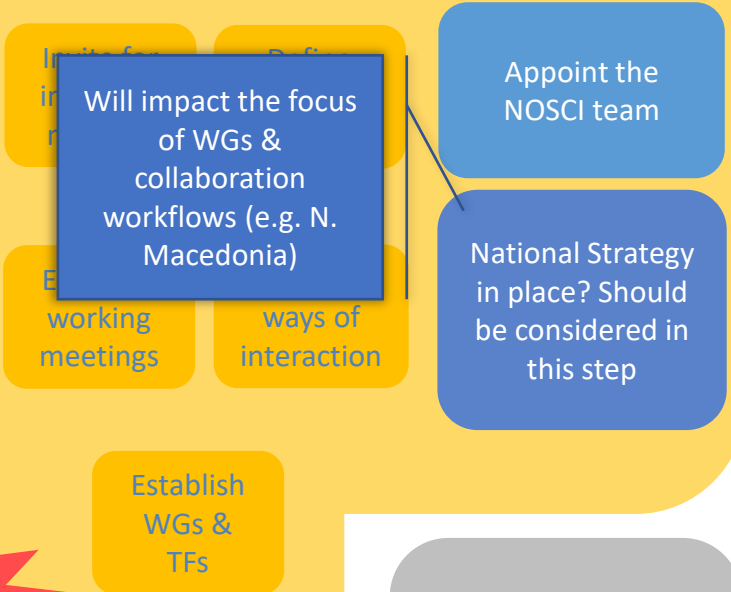 Appoint the
NOSCI team
Will impact the focus
of WGs &
collaboration
workflows (e.g. N.
Macedonia)
National Strategy
in place? Should
be considered in
this step
working
meetings
ways of
interaction
Establish
WGs &
TFs